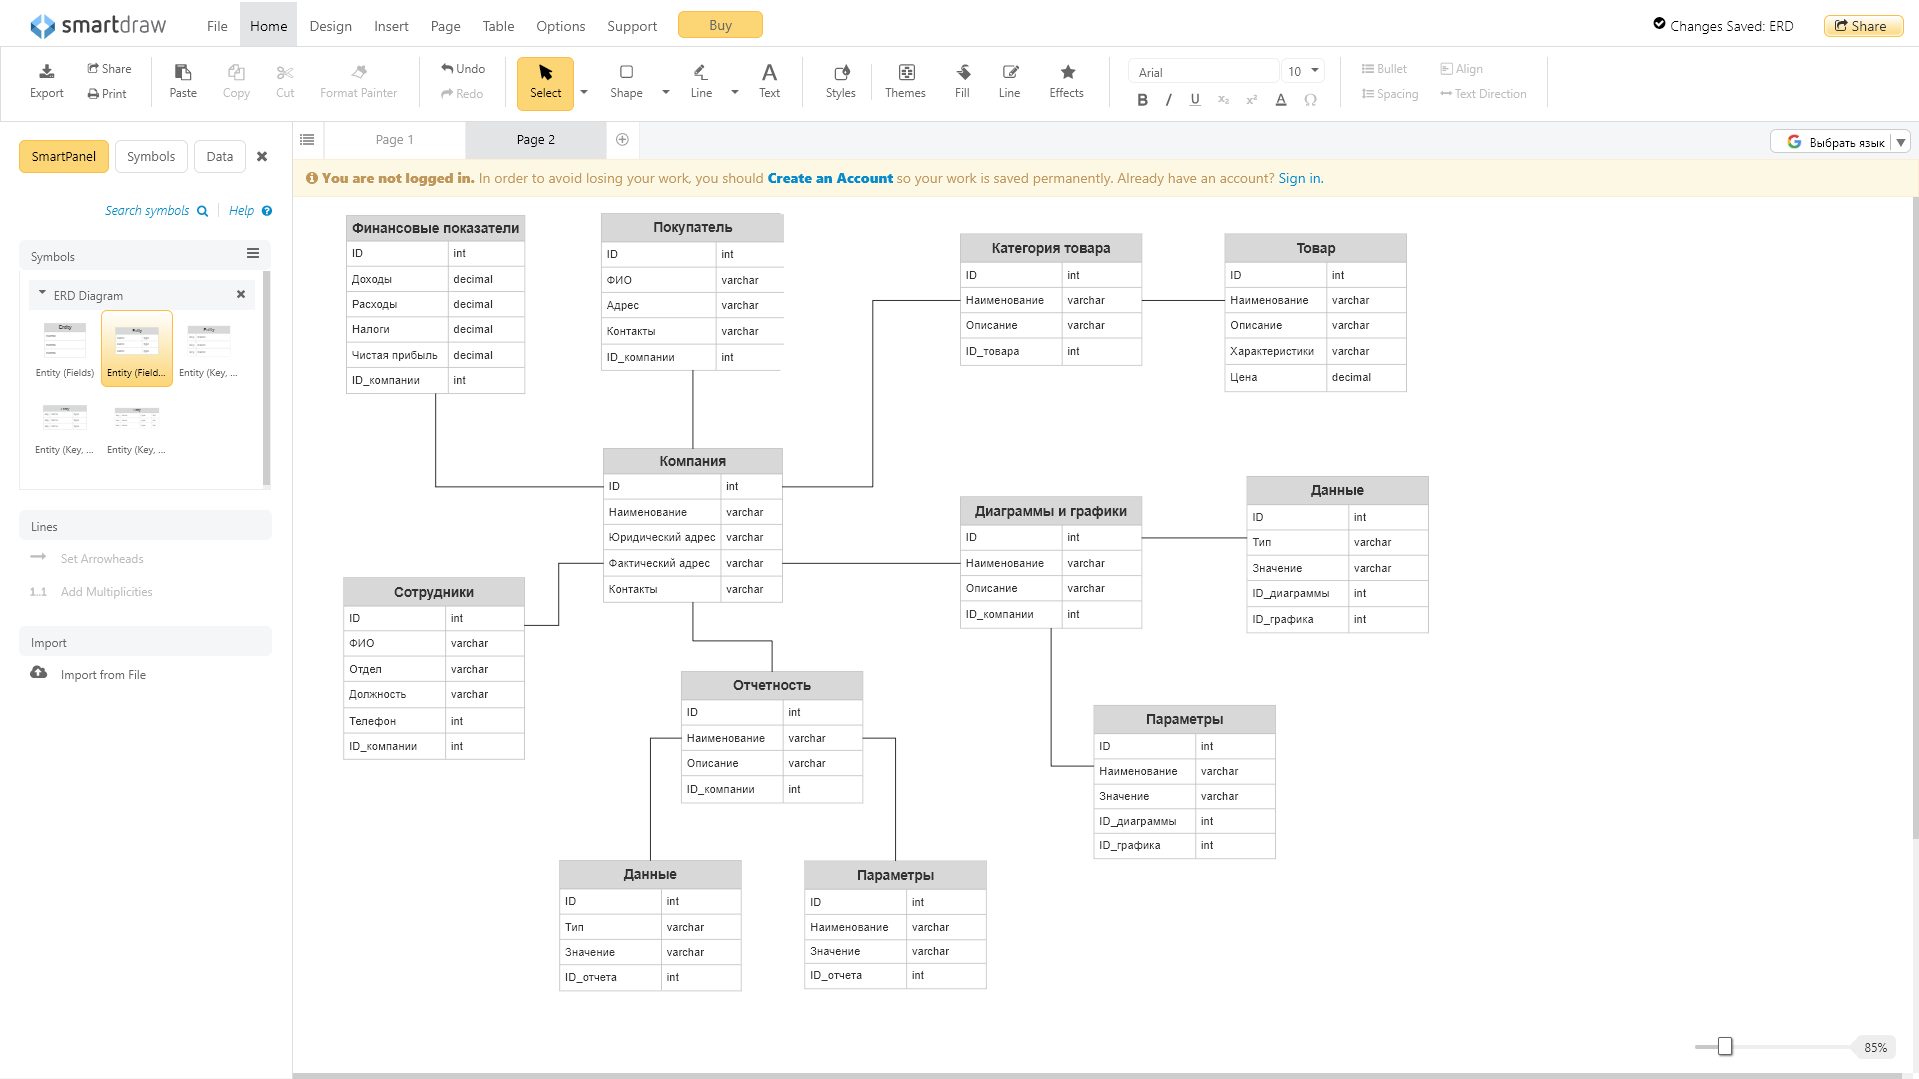 smartdraw
File
Home
Design
Insert
Page
Table
Options
Support
Buy
Changes Saved: ERD
Share
Export
Share
Print
Paste
Copy
Cut
Format Painter
Undo
Redo
Select
Shape
Line
Text
Styles
Themes
Fill
Line
Effects
Arial
10
B I U x₂ x² A Ω
Bullet
Align
Spacing
Text Direction
SmartPanel
Symbols
Data
Page 1
Page 2
Выбрать язык
You are not logged in. In order to avoid losing your work, you should Create an Account so your work is saved permanently. Already have an account? Sign in.
Search symbols
Help
Symbols
ERD Diagram
Entity (Fields)
Entity (Field...
Entity (Key, ...
Entity (Key, ...
Entity (Key, ...
Lines
Set Arrowheads
1..1 Add Multiplicities
Import
Import from File
Финансовые показатели
ID int
Доходы decimal
Расходы decimal
Налоги decimal
Чистая прибыль decimal
ID_компании int
Покупатель
ID int
ФИО varchar
Адрес varchar
Контакты varchar
ID_компании int
Категория товара
ID int
Наименование varchar
Описание varchar
ID_товара int
Товар
ID int
Наименование varchar
Описание varchar
Характеристики varchar
Цена decimal
Компания
ID int
Наименование varchar
Юридический адрес varchar
Фактический адрес varchar
Контакты varchar
Диаграммы и графики
ID int
Наименование varchar
Описание varchar
ID_компании int
Данные
ID int
Тип varchar
Значение varchar
ID_диаграммы int
ID_графика int
Сотрудники
ID int
ФИО varchar
Отдел varchar
Должность varchar
Телефон int
ID_компании int
Отчетность
ID int
Наименование varchar
Описание varchar
ID_компании int
Параметры
ID int
Наименование varchar
Значение varchar
ID_диаграммы int
ID_графика int
Данные
ID int
Тип varchar
Значение varchar
ID_отчета int
Параметры
ID int
Наименование varchar
Значение varchar
ID_отчета int
85%